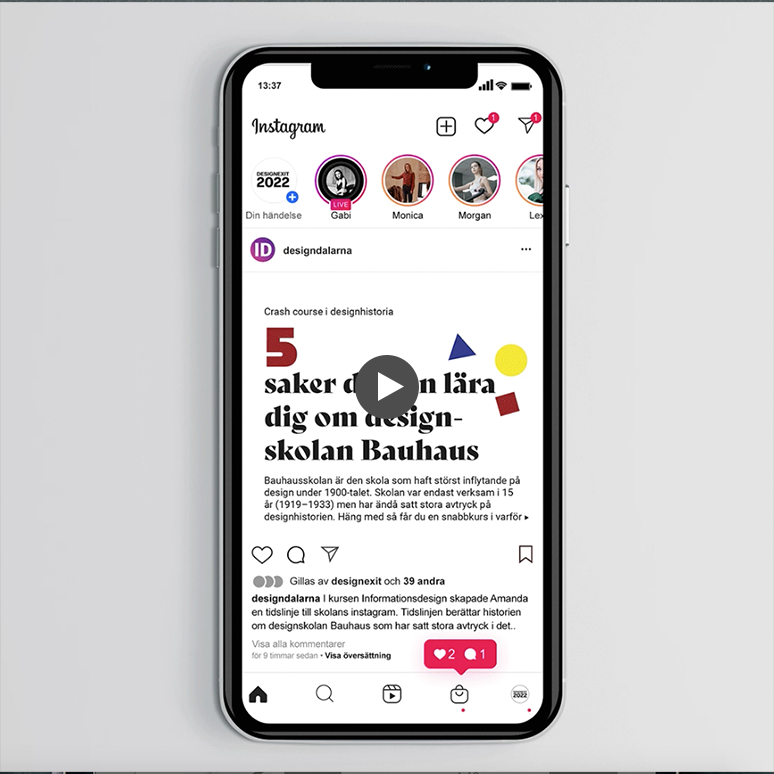 13:37
Instagram
1
1
DESIGNEXIT
2022
LIVE
Din händelse
Gabi
Monica
Morgan
Lex
ID
designdalarna
Crash course i designhistoria
5
saker d n lära
dig om design-
skolan Bauhaus
Bauhausskolan är den skola som haft störst inflytande på
design under 1900-talet. Skolan var endast verksam i 15
år (1919–1933) men har ändå satt stora avtryck på
designhistorien. Häng med så får du en snabbkurs i varför ▸
Gillas av designexit och 39 andra
designdalarna I kursen Informationsdesign skapade Amanda
en tidslinje till skolans instagram. Tidslinjen berättar historien
om designskolan Bauhaus som har satt stora avtryck i det..
Visa alla kommentarer
för 9 timmar sedan • Visa översättning
2 1
DESIGNEXIT
2022